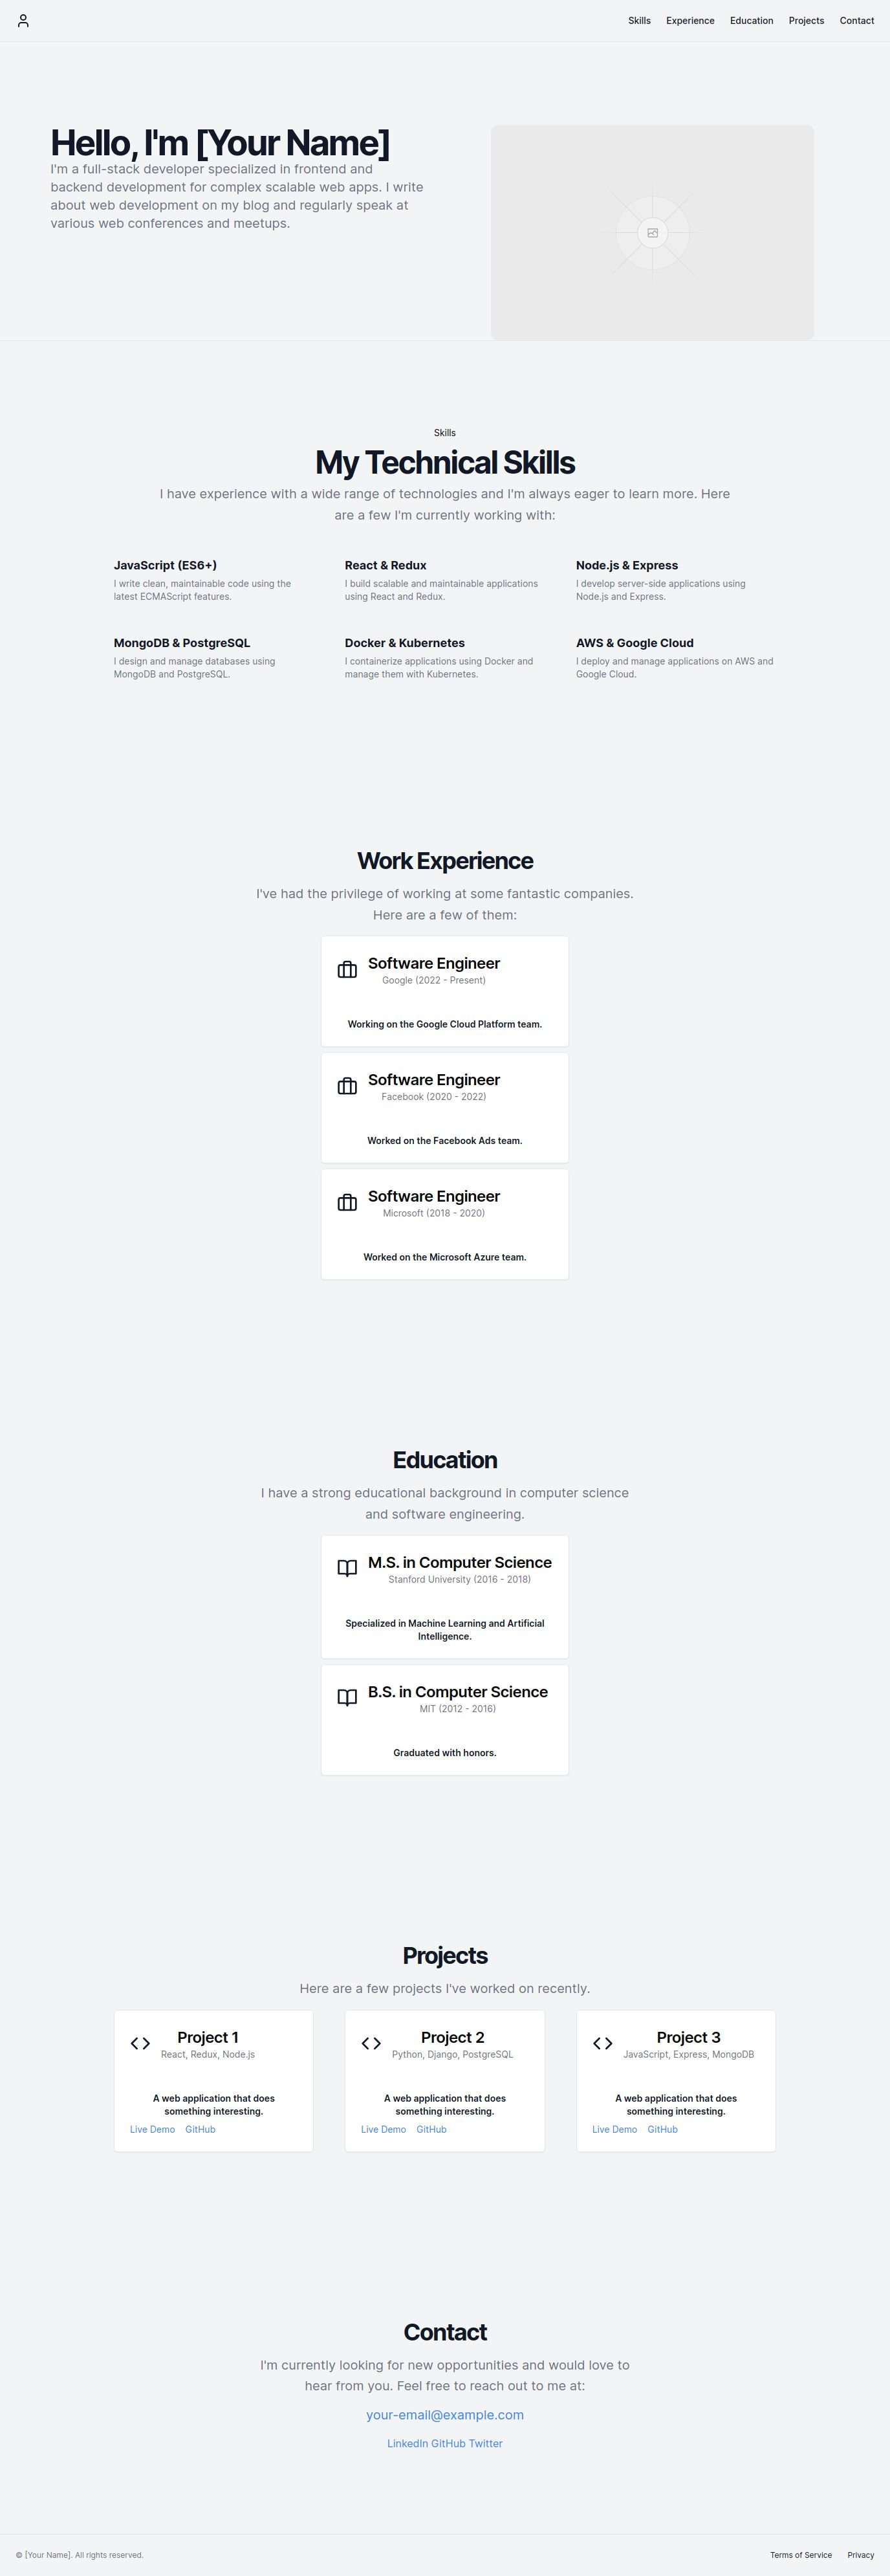 Skills Experience Education Projects Contact
Hello, I'm [Your Name]
I'm a full-stack developer specialized in frontend and
backend development for complex scalable web apps. I write
about web development on my blog and regularly speak at
various web conferences and meetups.
Skills
My Technical Skills
I have experience with a wide range of technologies and I'm always eager to learn more. Here
are a few I'm currently working with:
JavaScript (ES6+)
I write clean, maintainable code using the
latest ECMAScript features.
React & Redux
I build scalable and maintainable applications
using React and Redux.
Node.js & Express
I develop server-side applications using
Node.js and Express.
MongoDB & PostgreSQL
I design and manage databases using
MongoDB and PostgreSQL.
Docker & Kubernetes
I containerize applications using Docker and
manage them with Kubernetes.
AWS & Google Cloud
I deploy and manage applications on AWS and
Google Cloud.
Work Experience
I've had the privilege of working at some fantastic companies.
Here are a few of them:
Software Engineer
Google (2022 - Present)
Working on the Google Cloud Platform team.
Software Engineer
Facebook (2020 - 2022)
Worked on the Facebook Ads team.
Software Engineer
Microsoft (2018 - 2020)
Worked on the Microsoft Azure team.
Education
I have a strong educational background in computer science
and software engineering.
M.S. in Computer Science
Stanford University (2016 - 2018)
Specialized in Machine Learning and Artificial
Intelligence.
B.S. in Computer Science
MIT (2012 - 2016)
Graduated with honors.
Projects
Here are a few projects I've worked on recently.
Project 1
React, Redux, Node.js
A web application that does
something interesting.
Live Demo GitHub
Project 2
Python, Django, PostgreSQL
A web application that does
something interesting.
Live Demo GitHub
Project 3
JavaScript, Express, MongoDB
A web application that does
something interesting.
Live Demo GitHub
Contact
I'm currently looking for new opportunities and would love to
hear from you. Feel free to reach out to me at:
your-email@example.com
LinkedIn GitHub Twitter
© [Your Name]. All rights reserved.
Terms of Service Privacy